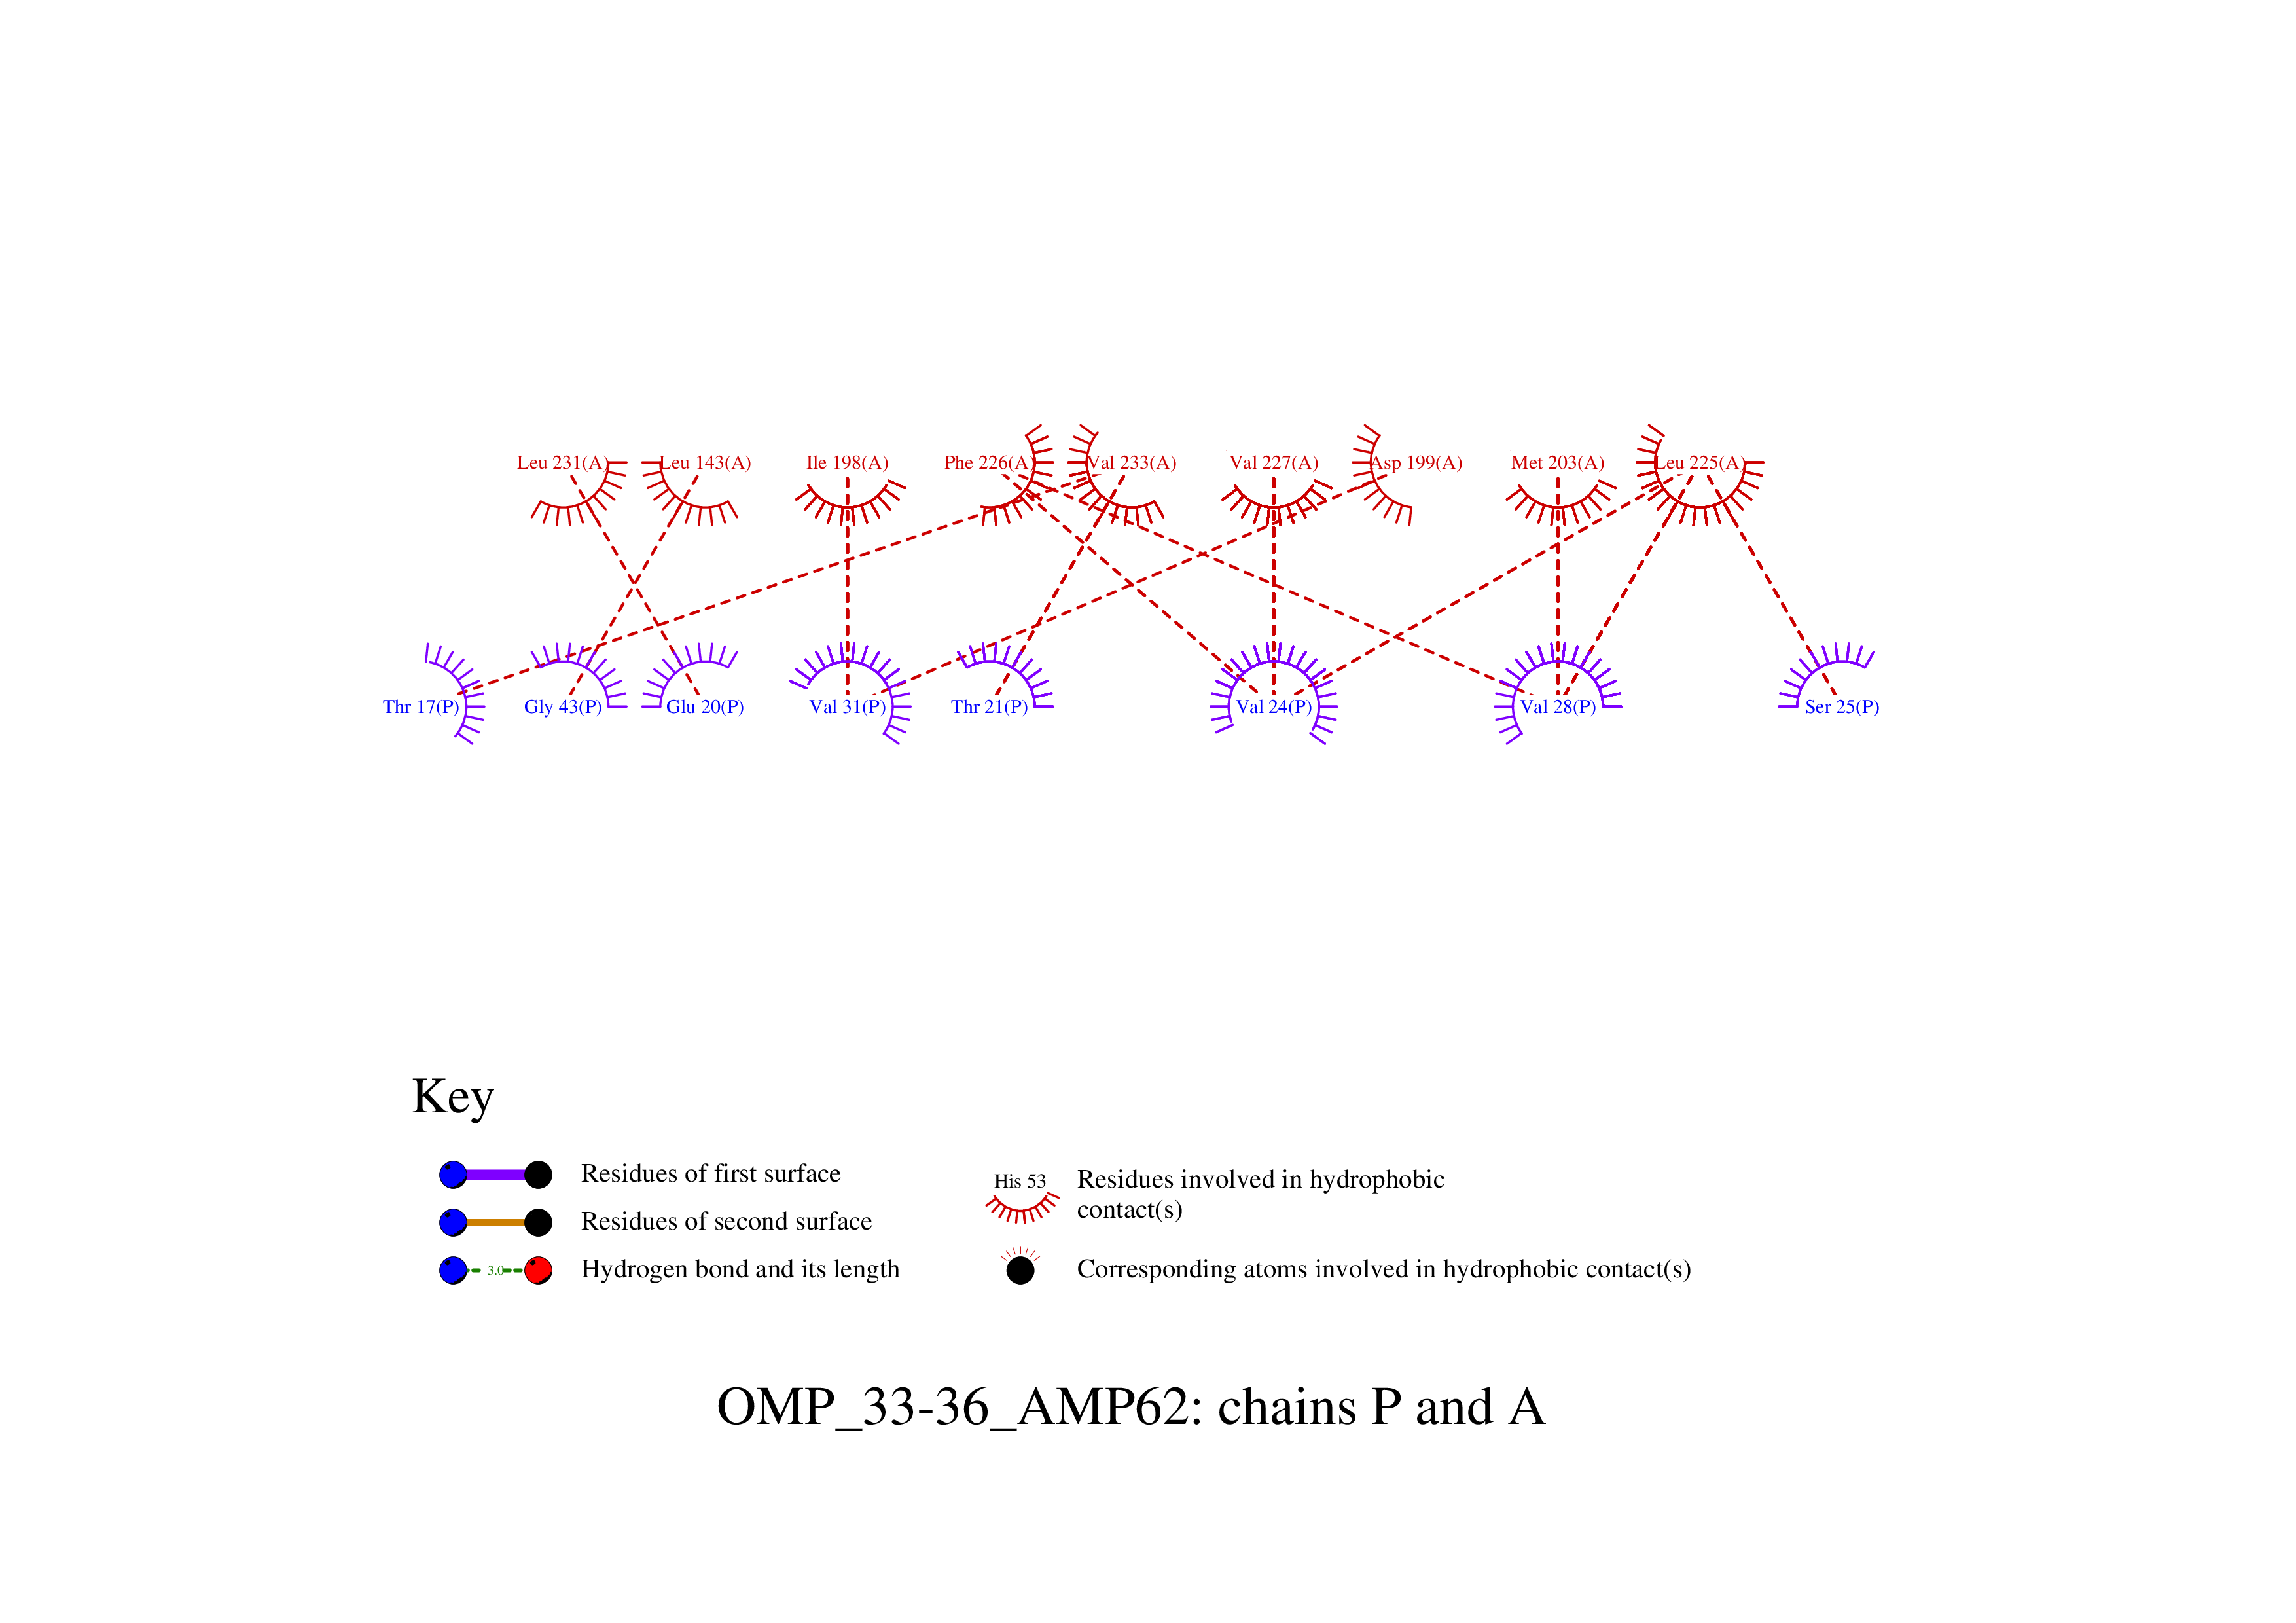 Leu 231(A) Leu 143(A) Ile 198(A) Phe 226(A) Val 233(A) Val 227(A) Asp 199(A) Met 203(A) Leu 225(A)
Thr 17(P) Gly 43(P) Glu 20(P) Val 31(P) Thr 21(P) Val 24(P) Val 28(P) Ser 25(P)
Key
Residues of first surface
Residues of second surface
3.0 Hydrogen bond and its length
His 53 Residues involved in hydrophobic
contact(s)
Corresponding atoms involved in hydrophobic contact(s)
OMP_33-36_AMP62: chains P and A